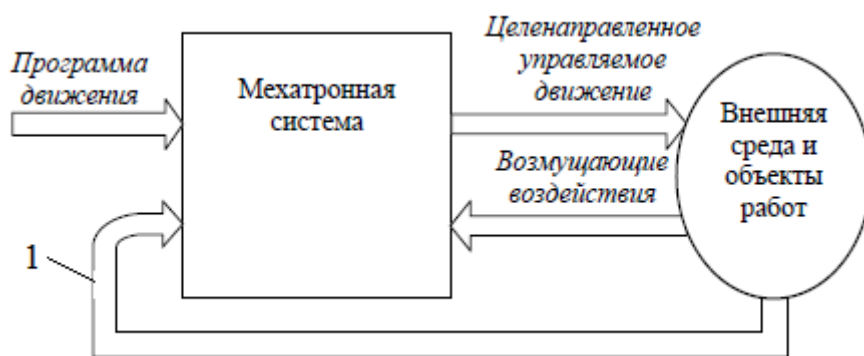 Программа
движения
Мехатронная
система
Целенаправленное
управляемое
движение
Возмущающие
воздействия
Внешняя
среда и
объекты
работ
1